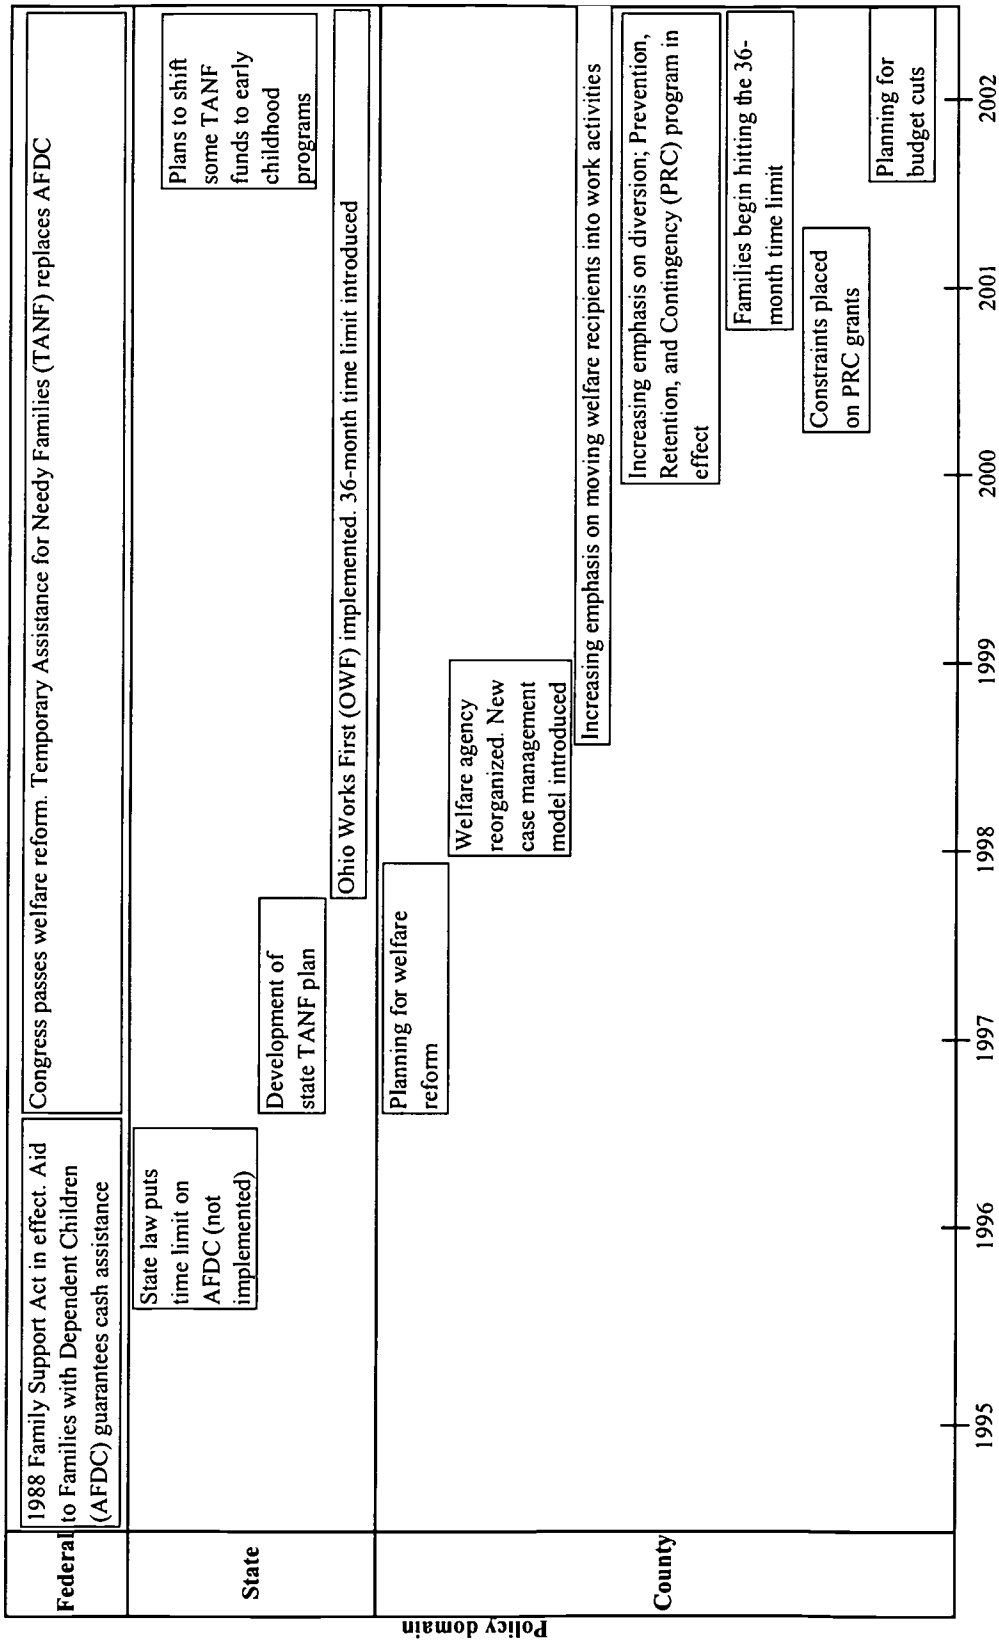 Policy domain
Federal
1988 Family Support Act in effect. Aid
to Families with Dependent Children
(AFDC) guarantees cash assistance
Congress passes welfare reform. Temporary Assistance for Needy Families (TANF) replaces AFDC
State
State law puts
time limit on
AFDC (not
implemented)
Development of
state TANF plan
Ohio Works First (OWF) implemented. 36-month time limit introduced
Plans to shift
some TANF
funds to early
childhood
programs
County
Planning for welfare
reform
Welfare agency
reorganized. New
case management
model introduced
Increasing emphasis on moving welfare recipients into work activities
Increasing emphasis on diversion; Prevention,
Retention, and Contingency (PRC) program in
effect
Families begin hitting the 36-
month time limit
Constraints placed
on PRC grants
Planning for
budget cuts
1995
1996
1997
1998
1999
2000
2001
2002